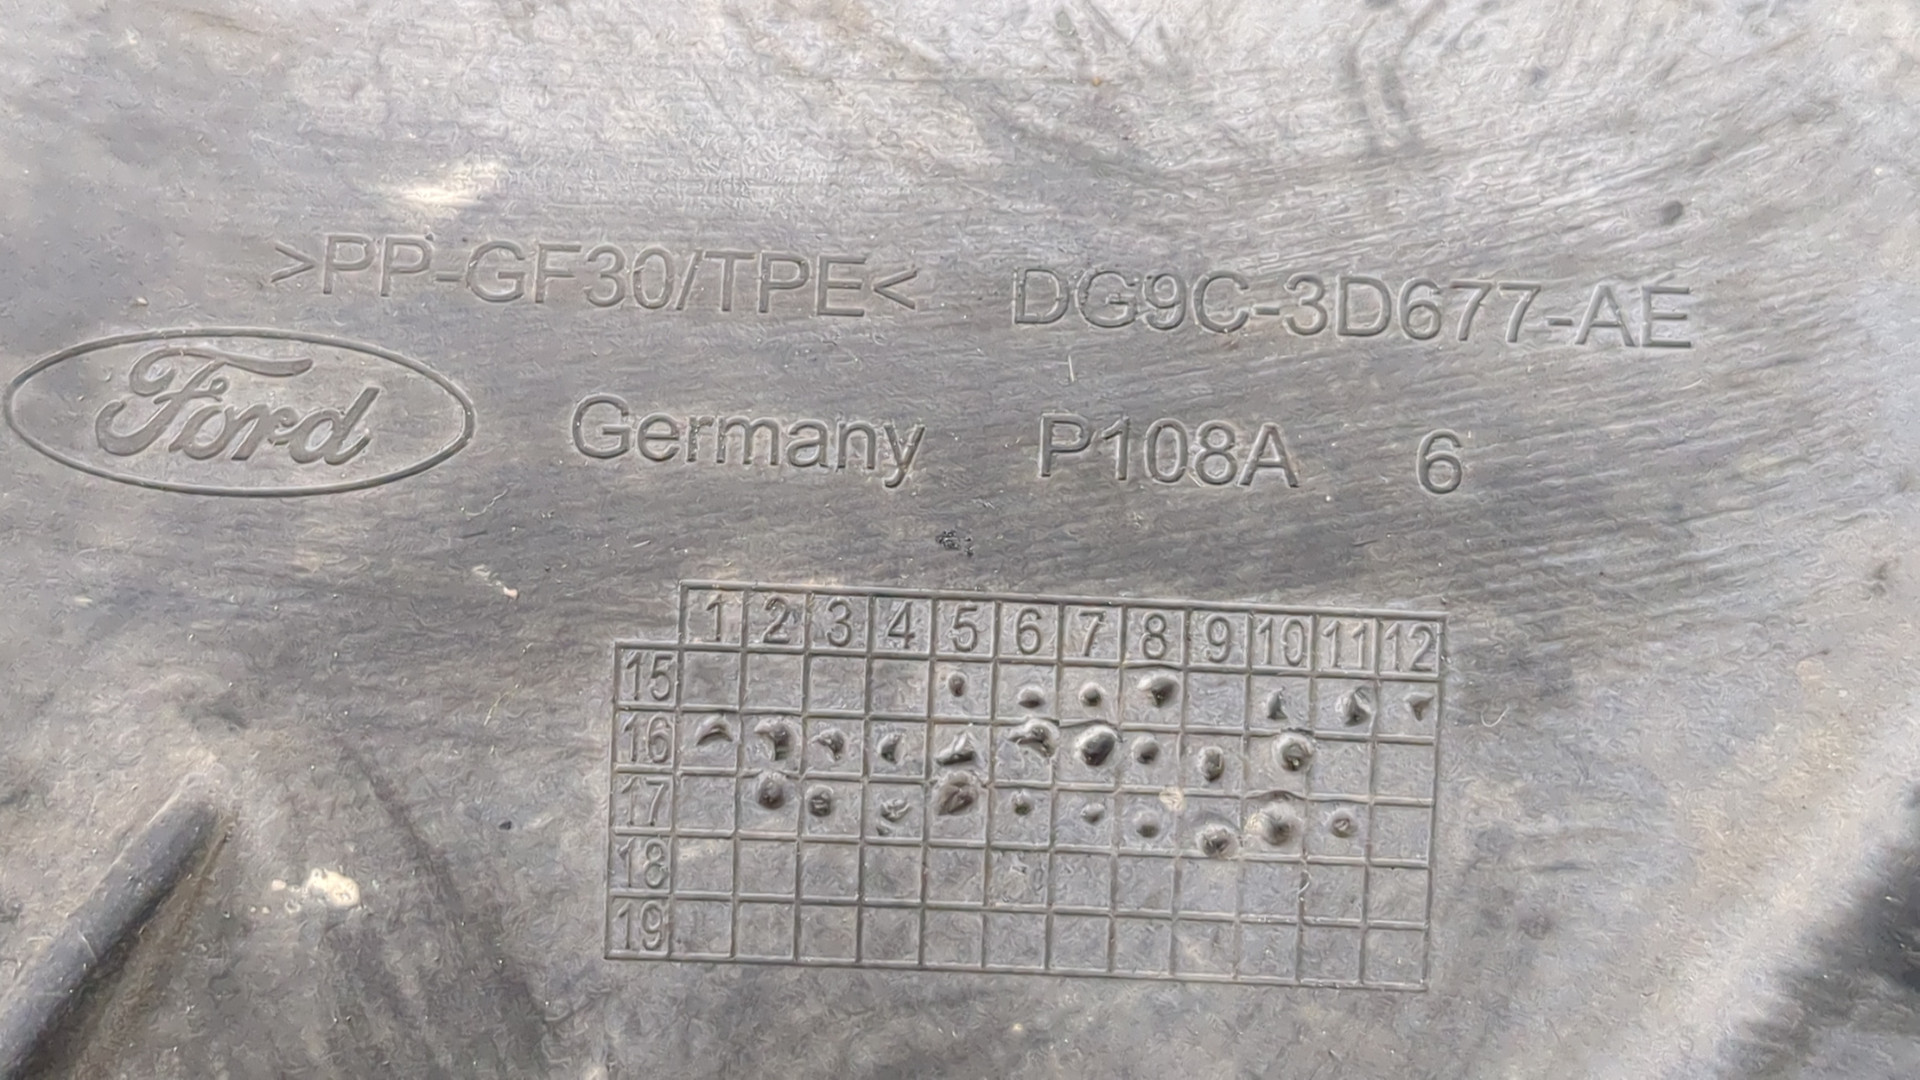 >PP-GF30/TPE< DG9C-3D677-AE
Ford Germany P108A 6
1 2 3 4 5 6 7 8 9 10 11 12
15
16
17
18
19